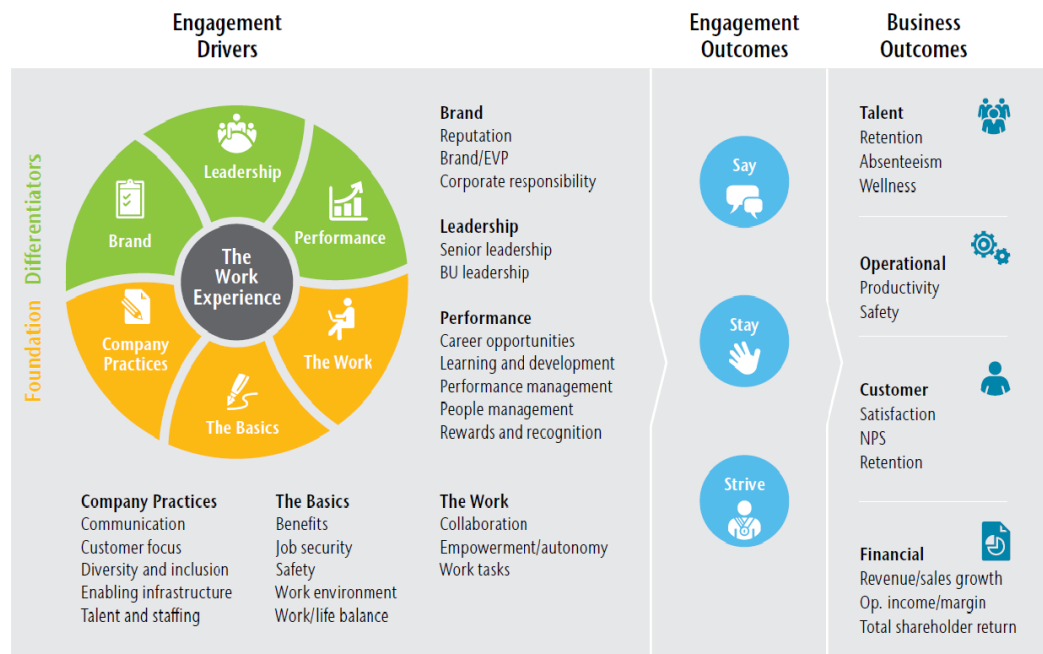 Engagement
Drivers
Engagement
Outcomes
Business
Outcomes
Differentiators
Foundation
Leadership
Brand
Performance
The
Work
Experience
Company
Practices
The Work
The Basics
Brand
Reputation
Brand/EVP
Corporate responsibility
Leadership
Senior leadership
BU leadership
Performance
Career opportunities
Learning and development
Performance management
People management
Rewards and recognition
Company Practices
Communication
Customer focus
Diversity and inclusion
Enabling infrastructure
Talent and staffing
The Basics
Benefits
Job security
Safety
Work environment
Work/life balance
The Work
Collaboration
Empowerment/autonomy
Work tasks
Say
Stay
Strive
Talent
Retention
Absenteeism
Wellness
Operational
Productivity
Safety
Customer
Satisfaction
NPS
Retention
Financial
Revenue/sales growth
Op. income/margin
Total shareholder return